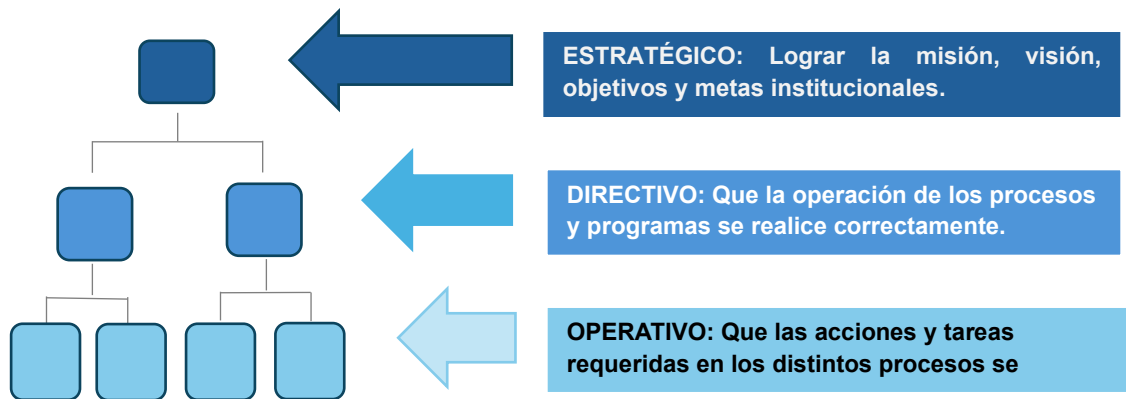 ESTRATÉGICO: Lograr la misión, visión,
objetivos y metas institucionales.
DIRECTIVO: Que la operación de los procesos
y programas se realice correctamente.
OPERATIVO: Que las acciones y tareas
requeridas en los distintos procesos se